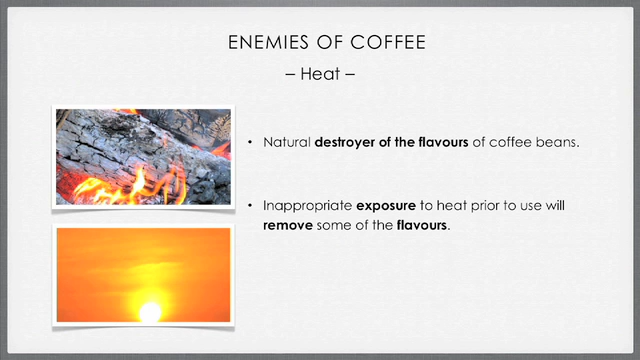 ENEMIES OF COFFEE
– Heat –
• Natural destroyer of the flavours of coffee beans.
• Inappropriate exposure to heat prior to use will
remove some of the flavours.